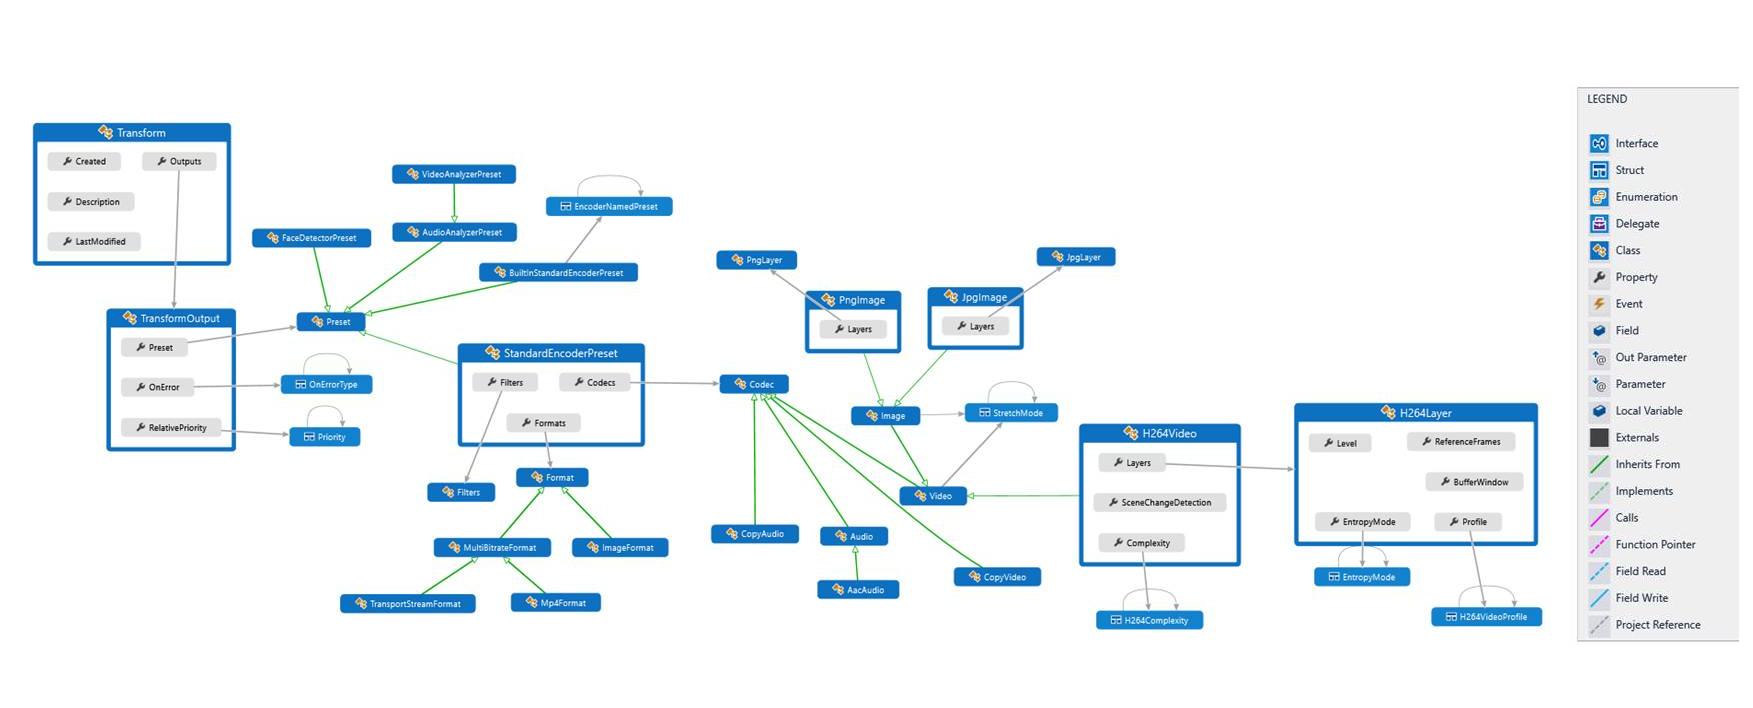 Transform
Created
Outputs
Description
LastModified
TransformOutput
Preset
OnError
RelativePriority
VideoAnalyzerPreset
FaceDetectorPreset
AudioAnalyzerPreset
EncoderNamedPreset
BuiltInStandardEncoderPreset
Preset
OnErrorType
Priority
StandardEncoderPreset
Filters
Codecs
Formats
Filters
Format
MultiBitrateFormat
ImageFormat
TransportStreamFormat
Mp4Format
PngLayer
JpgLayer
PngImage
Layers
JpgImage
Layers
Codec
Image
StretchMode
Video
CopyAudio
Audio
AacAudio
CopyVideo
H264Video
Layers
SceneChangeDetection
Complexity
H264Complexity
H264Layer
Level
ReferenceFrames
BufferWindow
EntropyMode
Profile
EntropyMode
H264VideoProfile
LEGEND
Interface
Struct
Enumeration
Delegate
Class
Property
Event
Field
Out Parameter
Parameter
Local Variable
Externals
Inherits From
Implements
Calls
Function Pointer
Field Read
Field Write
Project Reference